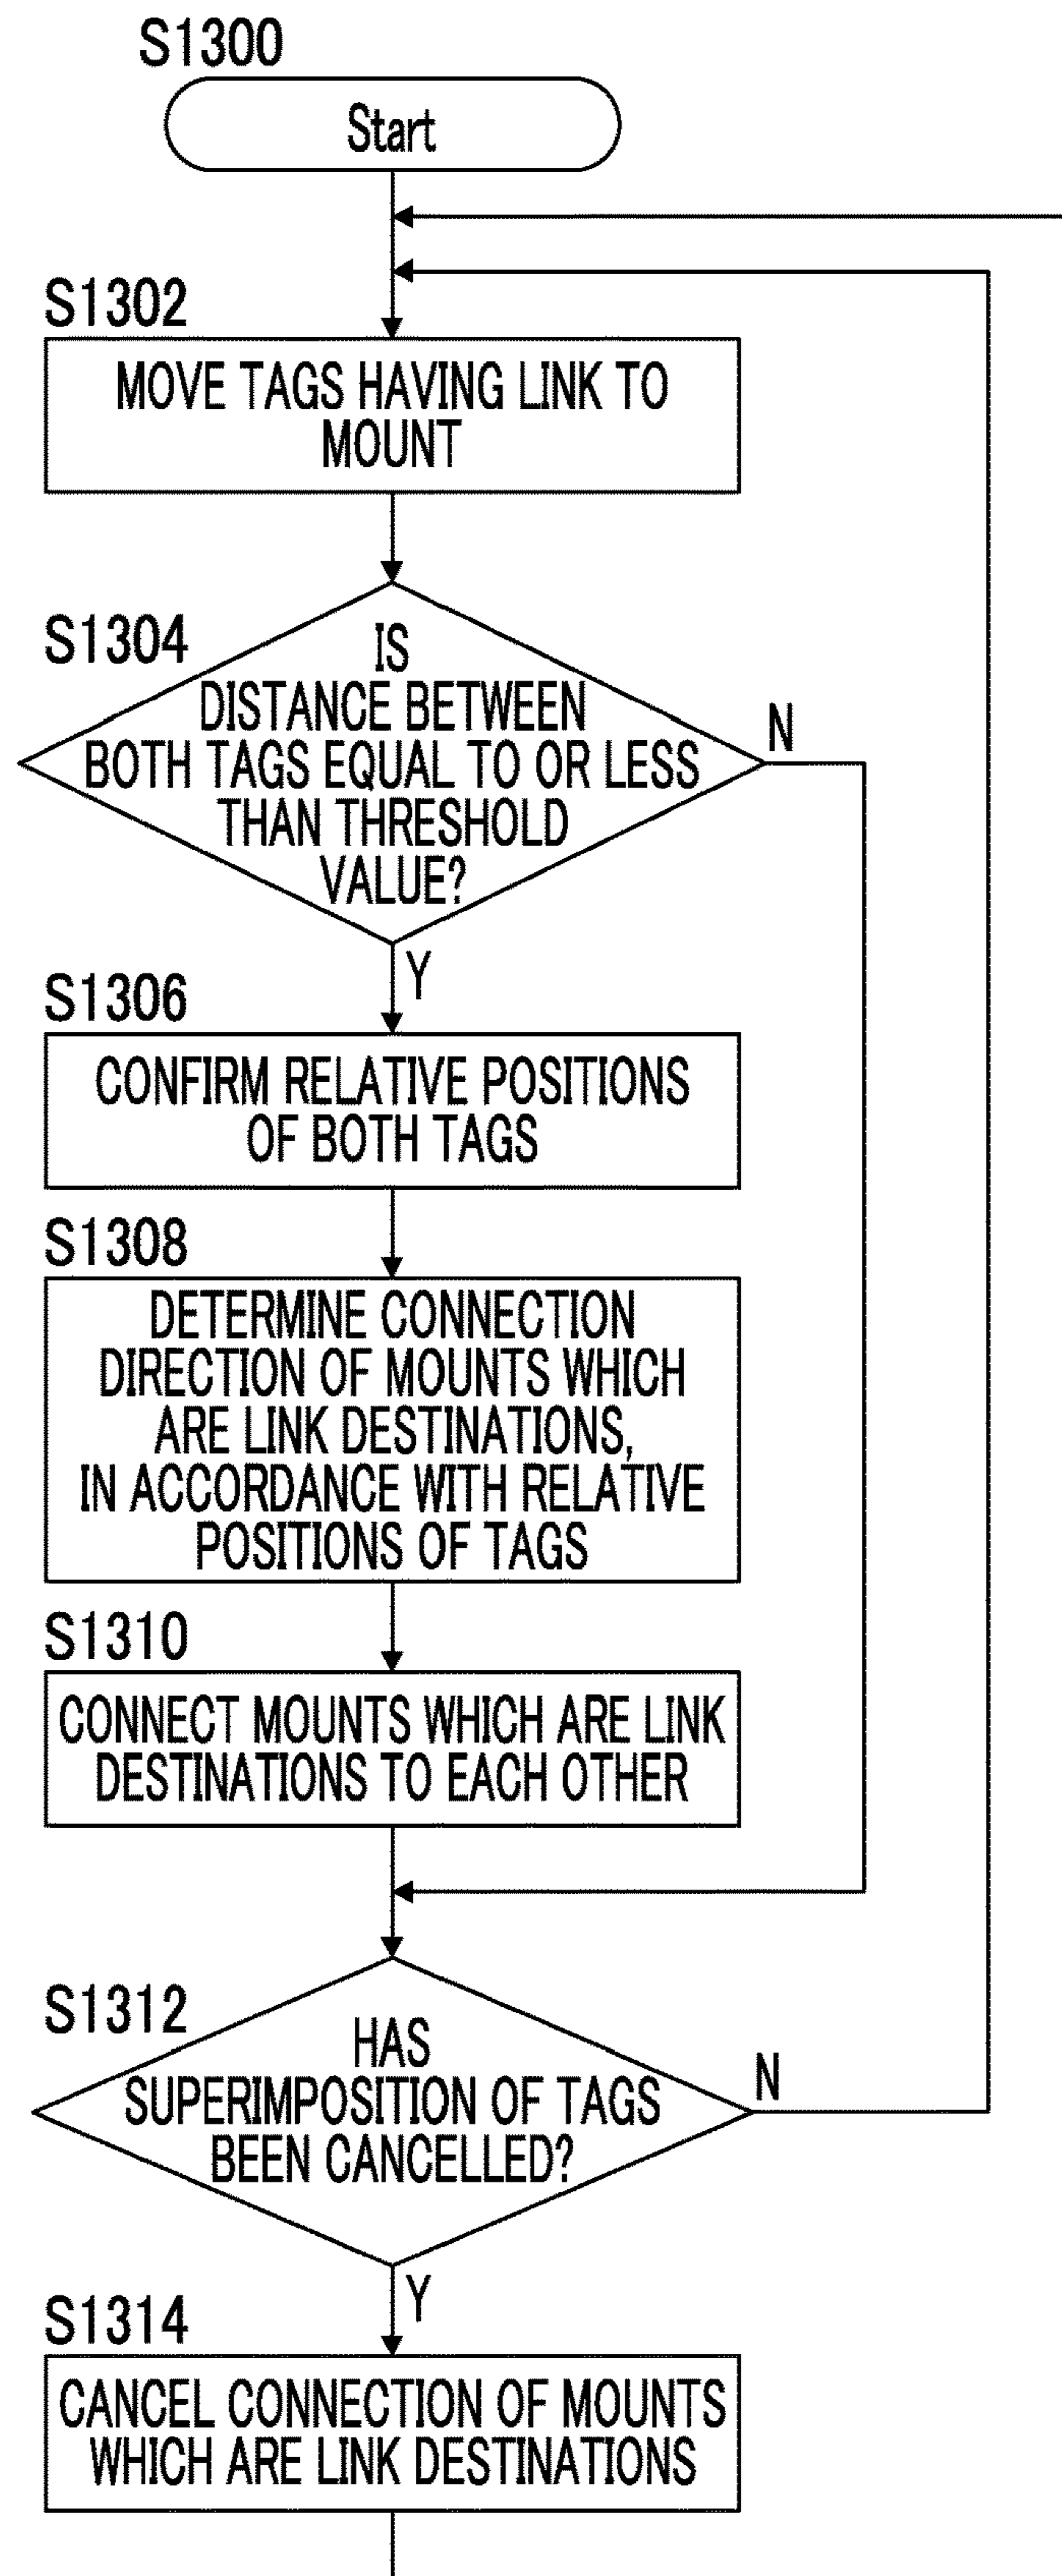 S1300
Start
S1302
MOVE TAGS HAVING LINK TO
MOUNT
S1304
IS
DISTANCE BETWEEN
BOTH TAGS EQUAL TO OR LESS
THAN THRESHOLD
VALUE?
N
Y
S1306
CONFIRM RELATIVE POSITIONS
OF BOTH TAGS
S1308
DETERMINE CONNECTION
DIRECTION OF MOUNTS WHICH
ARE LINK DESTINATIONS,
IN ACCORDANCE WITH RELATIVE
POSITIONS OF TAGS
S1310
CONNECT MOUNTS WHICH ARE LINK
DESTINATIONS TO EACH OTHER
S1312
HAS
SUPERIMPOSITION OF TAGS
BEEN CANCELLED?
N
Y
S1314
CANCEL CONNECTION OF MOUNTS
WHICH ARE LINK DESTINATIONS